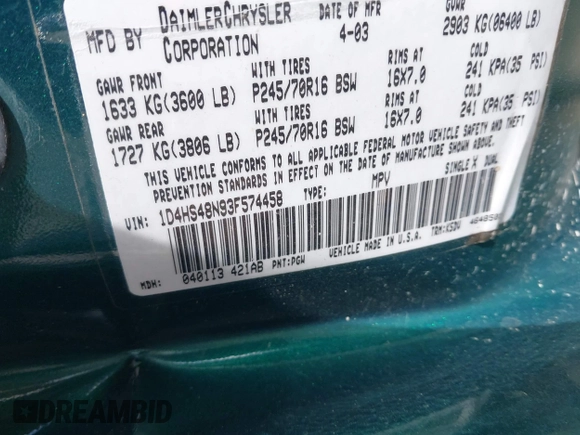 MFD BY DAIMLERCHRYSLER CORPORATION
DATE OF MFR 4-03
GVWR 2903 KG(06400 LB)
GAWR FRONT WITH TIRES RIMS AT COLD
1633 KG(3600 LB) P245/70R16 BSW 16X7.0 241 KPA(35 PSI)
GAWR REAR WITH TIRES RIMS AT COLD
1727 KG(3806 LB) P245/70R16 BSW 16X7.0 241 KPA(35 PSI)
THIS VEHICLE CONFORMS TO ALL APPLICABLE FEDERAL MOTOR VEHICLE SAFETY AND THEFT
PREVENTION STANDARDS IN EFFECT ON THE DATE OF MANUFACTURE SHOWN ABOVE.
VIN: 1D4HS48N93F574458 TYPE: MPV SINGLE X DUAL
MDH: 040113 421AB PNT:PGW VEHICLE MADE IN U.S.A. TRM:K5DV
DREAMBID